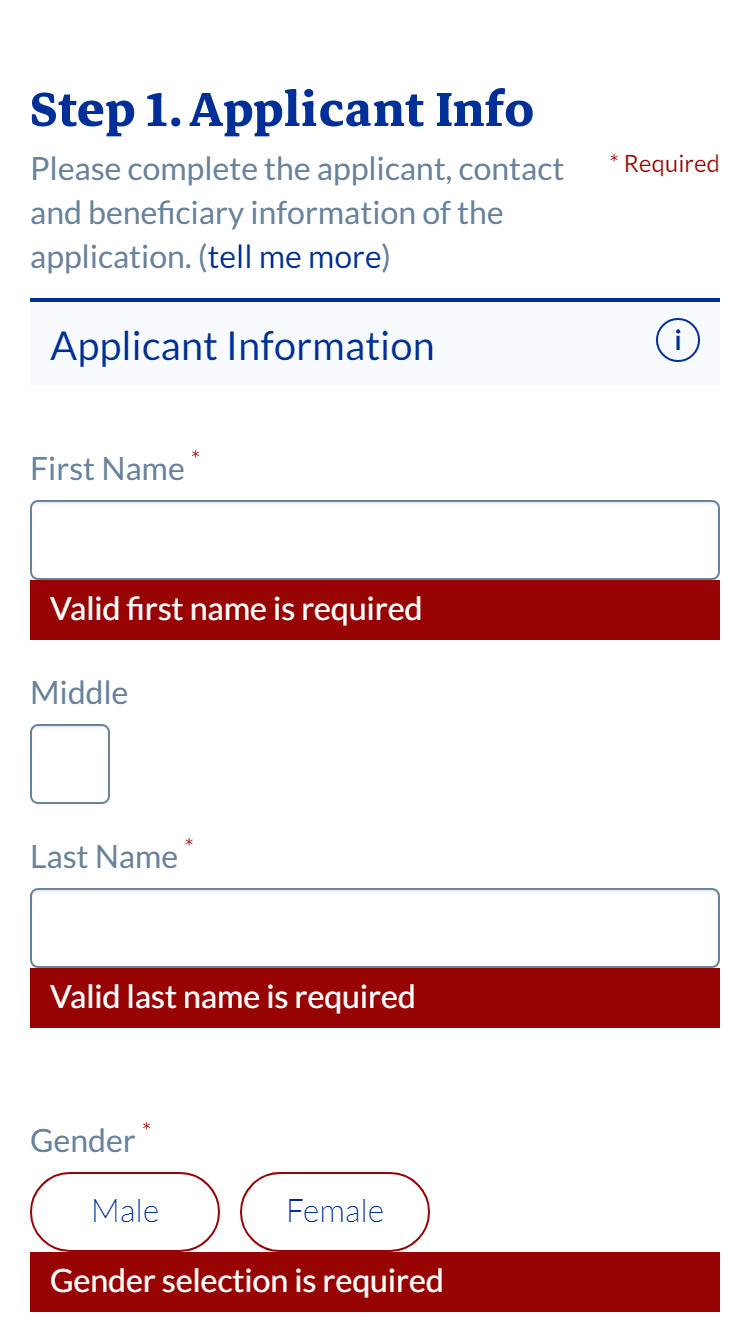 Step 1. Applicant Info
Please complete the applicant, contact
* Required
and beneficiary information of the
application. (tell me more)
Applicant Information
i
First Name *
Valid first name is required
Middle
Last Name *
Valid last name is required
Gender *
Male Female
Gender selection is required